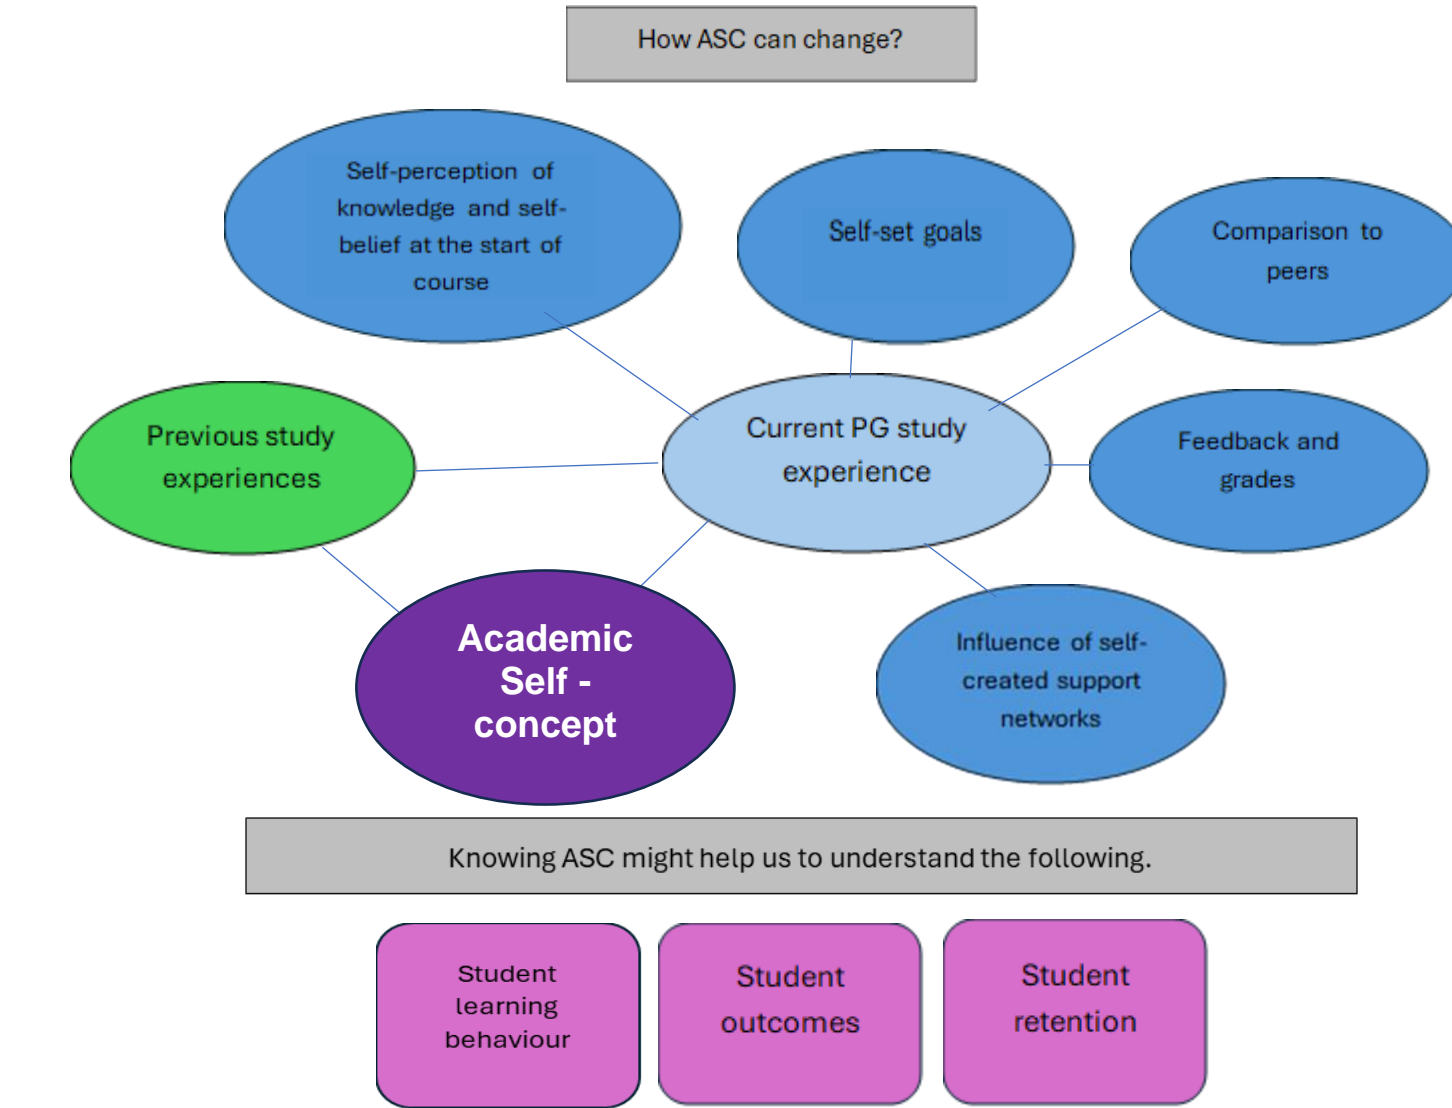 How ASC can change?
Self-perception of
knowledge and self-
belief at the start of
course
Self-set goals
Comparison to
peers
Previous study
experiences
Current PG study
experience
Feedback and
grades
Academic
Self -
concept
Influence of self-
created support
networks
Knowing ASC might help us to understand the following.
Student
learning
behaviour
Student
outcomes
Student
retention